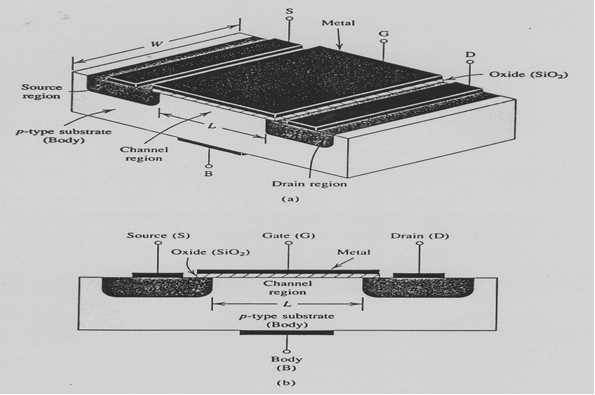 S
Metal
G
W
D
Oxide (SiO₂)
Source
region
L
p-type substrate
(Body)
Channel
region
B
Drain region
(a)
Source (S)
Gate (G)
Drain (D)
Oxide (SiO₂)
Metal
Channel
region
L
p-type substrate
(Body)
Body
(B)
(b)